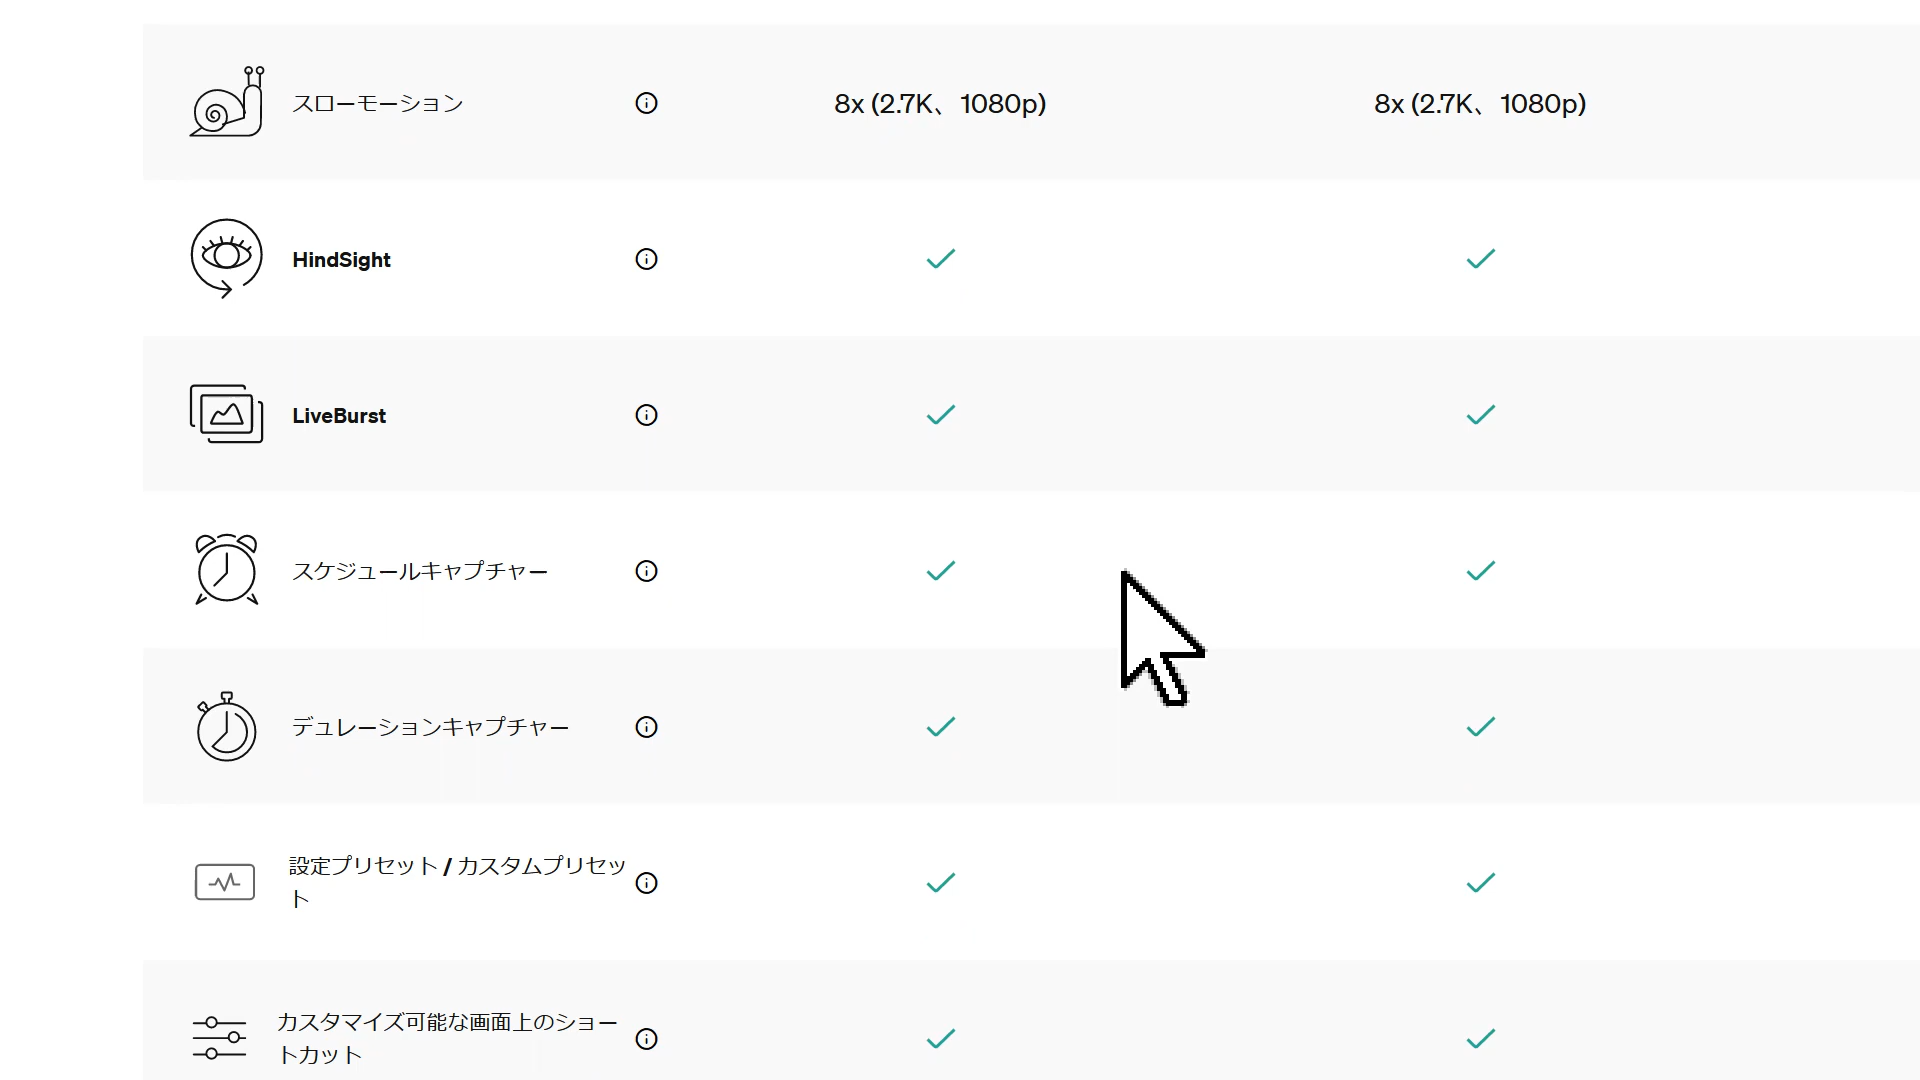 スローモーション 8x (2.7K、1080p) 8x (2.7K、1080p)
HindSight
LiveBurst
スケジュールキャプチャー
デュレーションキャプチャー
設定プリセット / カスタムプリセッ
ト
カスタマイズ可能な画面上のショー
トカット